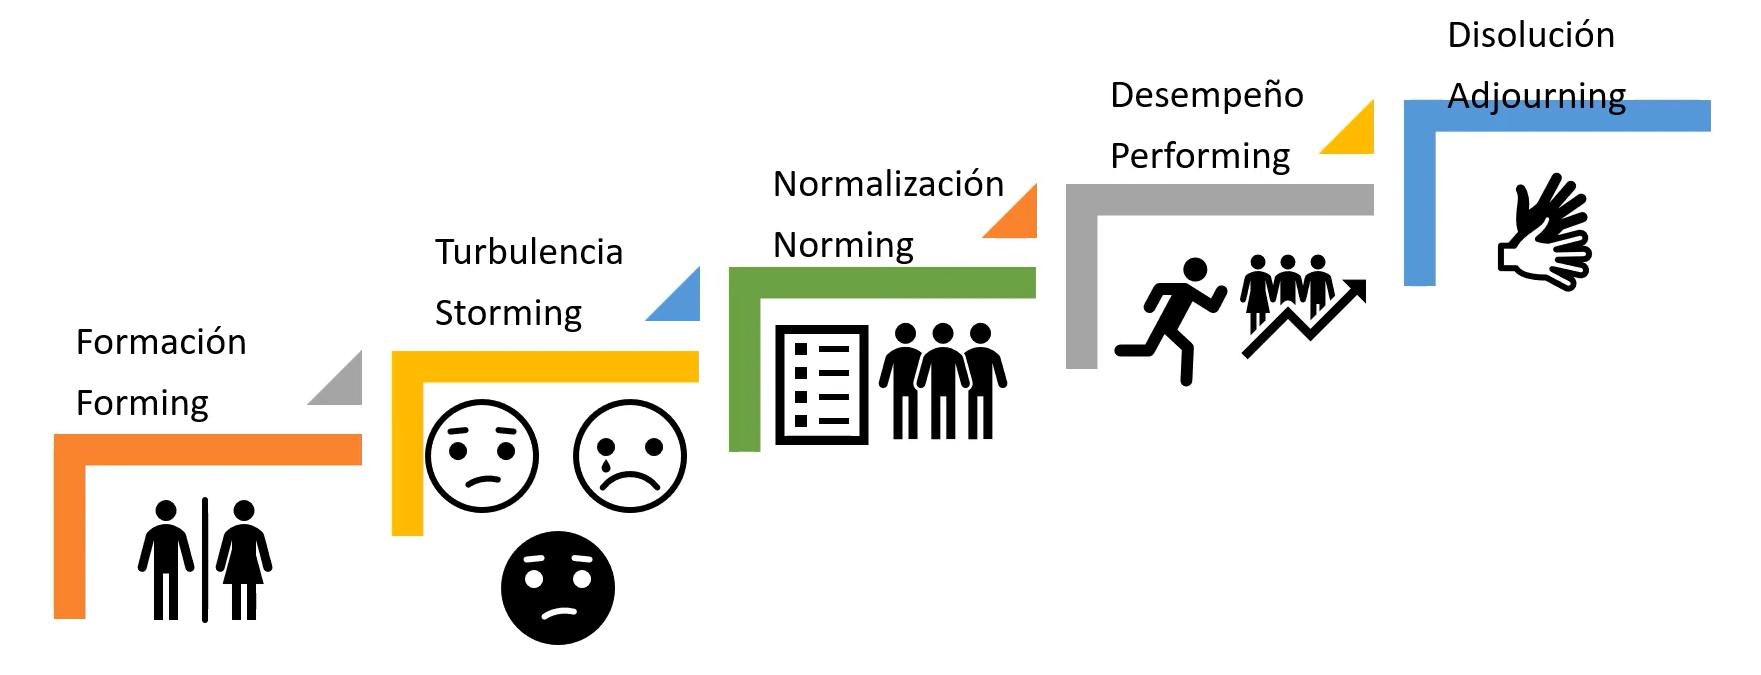 Formación
Forming
Turbulencia
Storming
Normalización
Norming
Desempeño
Performing
Disolución
Adjourning